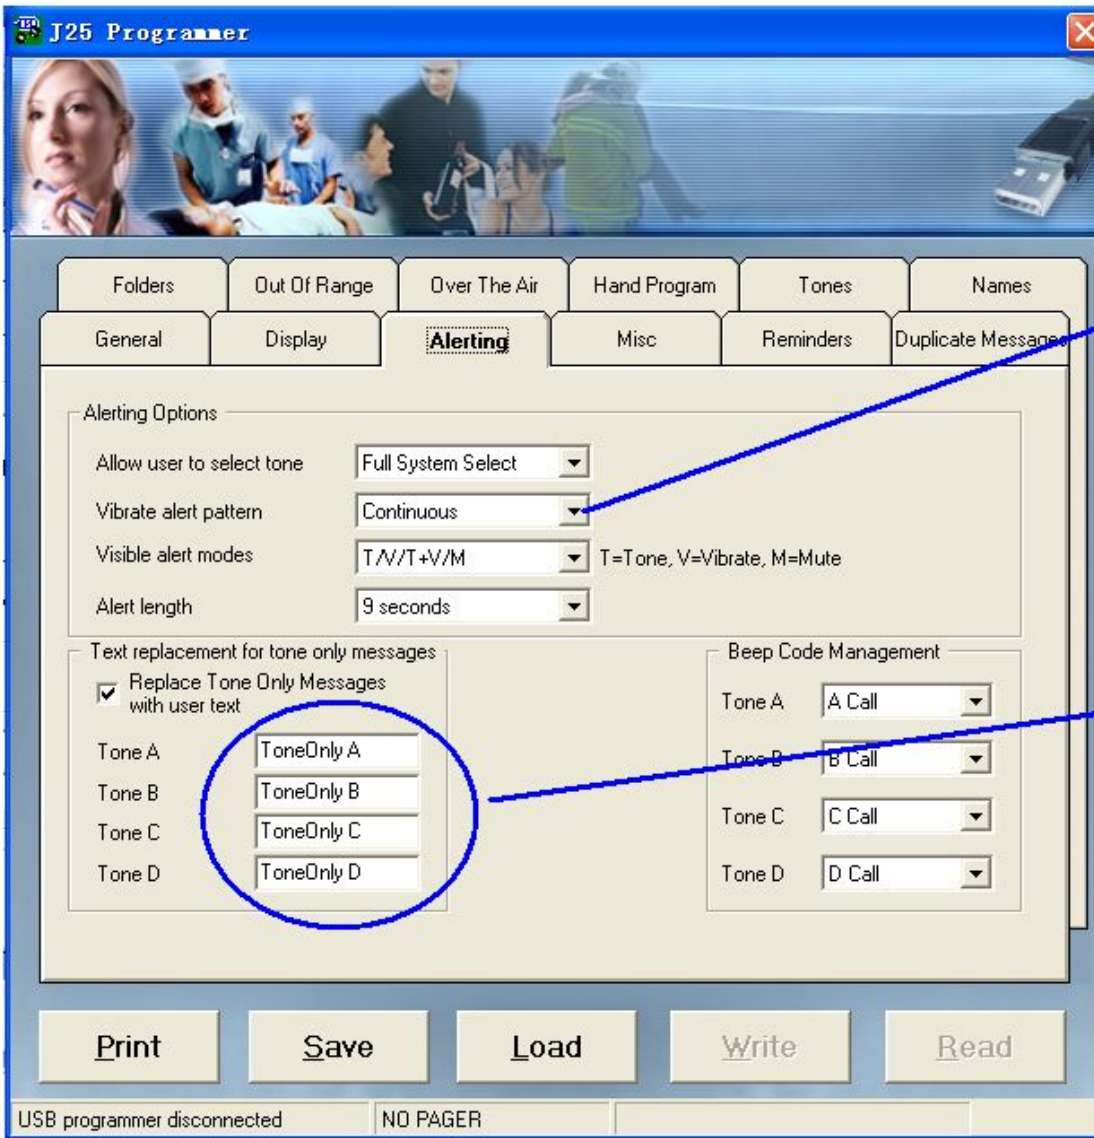 J25 Programmer
Folders Out Of Range Over The Air Hand Program Tones Names
General Display Alerting Misc Reminders Duplicate Messages
Alerting Options
Allow user to select tone Full System Select
Vibrate alert pattern Continuous
Visible alert modes T/V/T+V/M T=Tone, V=Vibrate, M=Mute
Alert length 9 seconds
Text replacement for tone only messages
Replace Tone Only Messages
with user text
Tone A ToneOnly A
Tone B ToneOnly B
Tone C ToneOnly C
Tone D ToneOnly D
Beep Code Management
Tone A A Call
Tone B B Call
Tone C C Call
Tone D D Call
Print Save Load Write Read
USB programmer disconnected NO PAGER